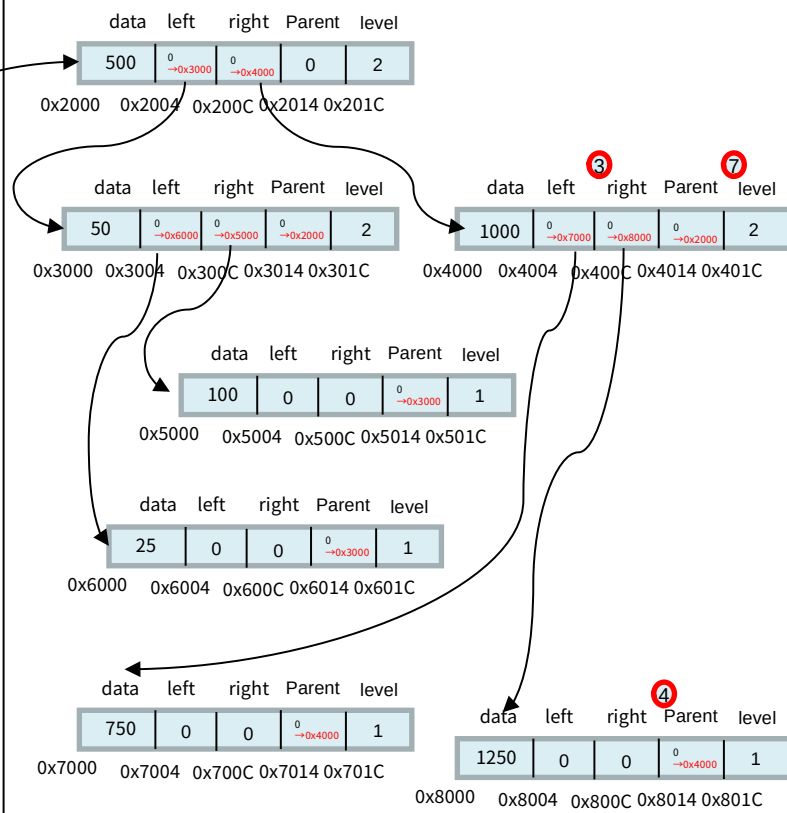 data left right Parent level
500 0 →0x3000 0 →0x4000 0 2
0x2000 0x2004 0x200C 0x2014 0x201C
3 7
data left right Parent level
50 0 →0x6000 0 →0x5000 0 →0x2000 2
0x3000 0x3004 0x300C 0x3014 0x301C
data left right Parent level
1000 0 →0x7000 0 →0x8000 0 →0x2000 2
0x4000 0x4004 0x400C 0x4014 0x401C
data left right Parent level
100 0 0 0 →0x3000 1
0x5000 0x5004 0x500C 0x5014 0x501C
data left right Parent level
25 0 0 0 →0x3000 1
0x6000 0x6004 0x600C 0x6014 0x601C
data left right Parent level
750 0 0 0 →0x4000 1
0x7000 0x7004 0x700C 0x7014 0x701C
4
data left right Parent level
1250 0 0 0 →0x4000 1
0x8000 0x8004 0x800C 0x8014 0x801C